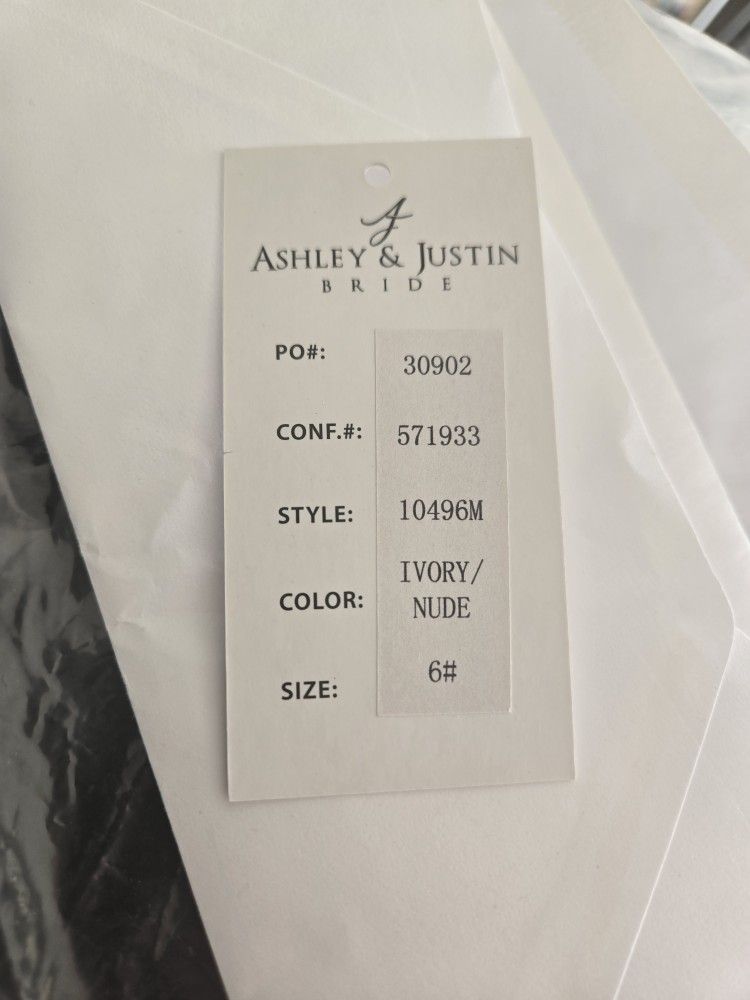 AJ
ASHLEY & JUSTIN
BRIDE
PO#: 30902
CONF.#: 571933
STYLE: 10496M
COLOR: IVORY/
NUDE
SIZE: 6#